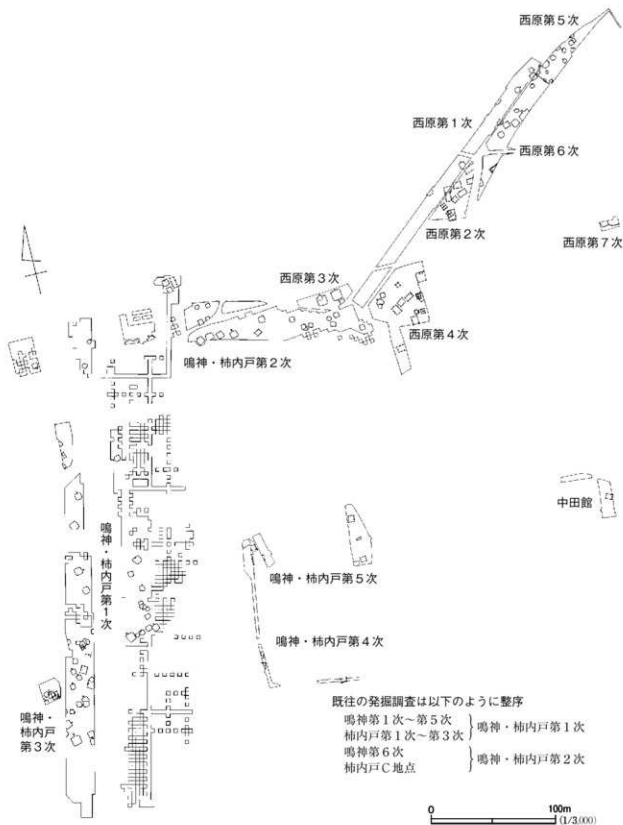 西原第5次
西原第1次
西原第6次
西原第2次
西原第7次
西原第3次
西原第4次
鳴神・柿内戸第2次
中田館
鳴神・柿内戸第1次
鳴神・柿内戸第5次
鳴神・柿内戸第4次
鳴神・
柿内戸
第3次
既往の発掘調査は以下のように整序
鳴神第1次～第5次
柿内戸第1次～第3次
鳴神・柿内戸第1次
鳴神第6次
柿内戸C地点
鳴神・柿内戸第2次
0 100m
(1/3,000)